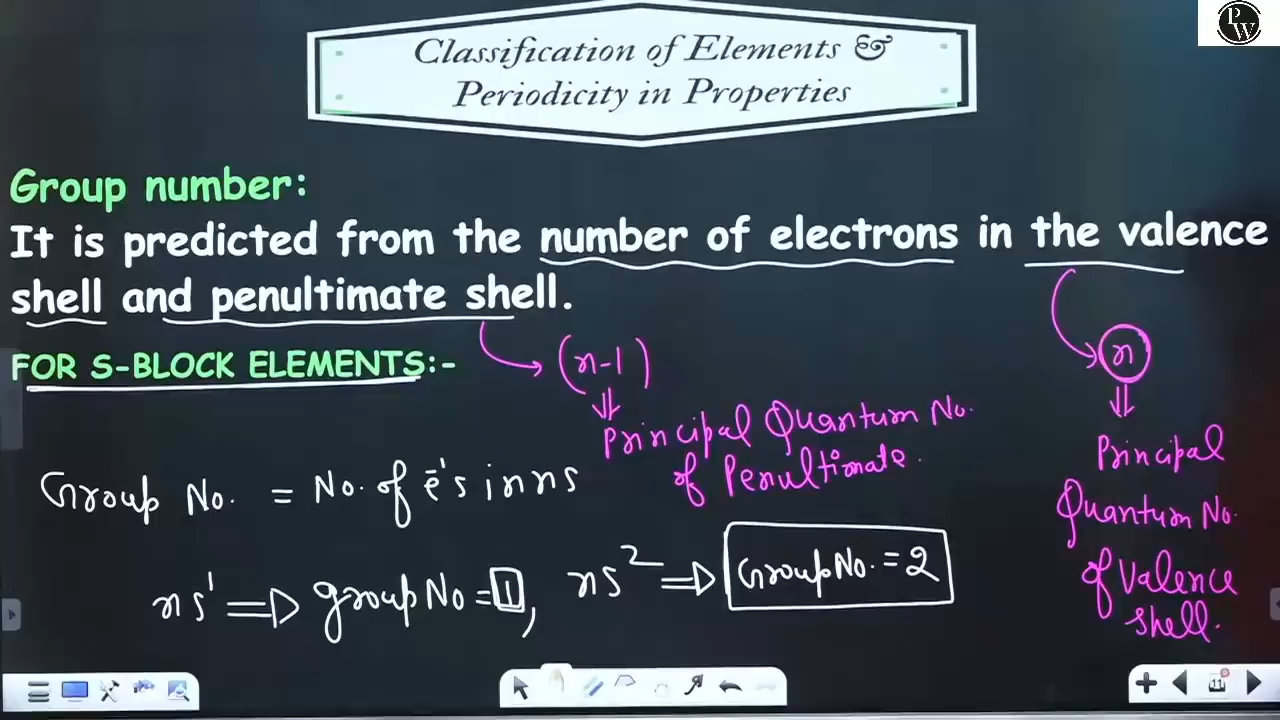 PW
Classification of Elements &
Periodicity in Properties
Group number:
It is predicted from the number of electrons in the valence
shell and penultimate shell.
FOR S-BLOCK ELEMENTS:-
(n-1)
⇓
Principal Quantum No.
of Penultimate.
n
⇓
Principal
Quantum No.
of Valence
shell.
Group No. = No. of e̅'s in ns
ns¹ ⇒ group No = 1, ns² ⇒ Group No. = 2
11